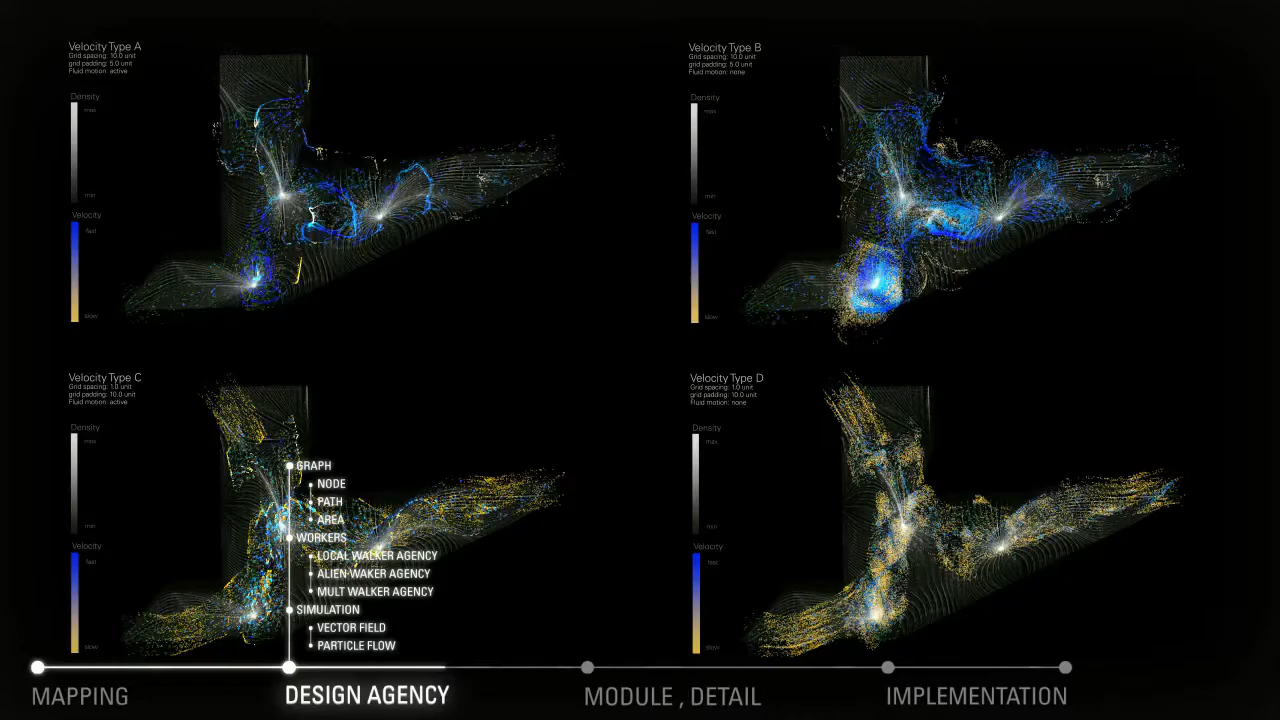 Velocity Type A
Grid spacing: 10.0 unit
grid padding: 5.0 unit
Fluid motion: active
Density
max
min
Velocity
fast
slow
Velocity Type B
Grid spacing: 10.0 unit
grid padding: 5.0 unit
Fluid motion: none
Density
max
min
Velocity
fast
slow
Velocity Type C
Grid spacing: 1.0 unit
grid padding: 10.0 unit
Fluid motion: active
Density
max
min
Velocity
fast
slow
Velocity Type D
Grid spacing: 1.0 unit
grid padding: 10.0 unit
Fluid motion: none
Density
max
min
Velocity
fast
slow
GRAPH
NODE
PATH
AREA
WORKERS
LOCAL WALKER AGENCY
ALIEN WAKER AGENCY
MULT WALKER AGENCY
SIMULATION
VECTOR FIELD
PARTICLE FLOW
MAPPING
DESIGN AGENCY
MODULE , DETAIL
IMPLEMENTATION